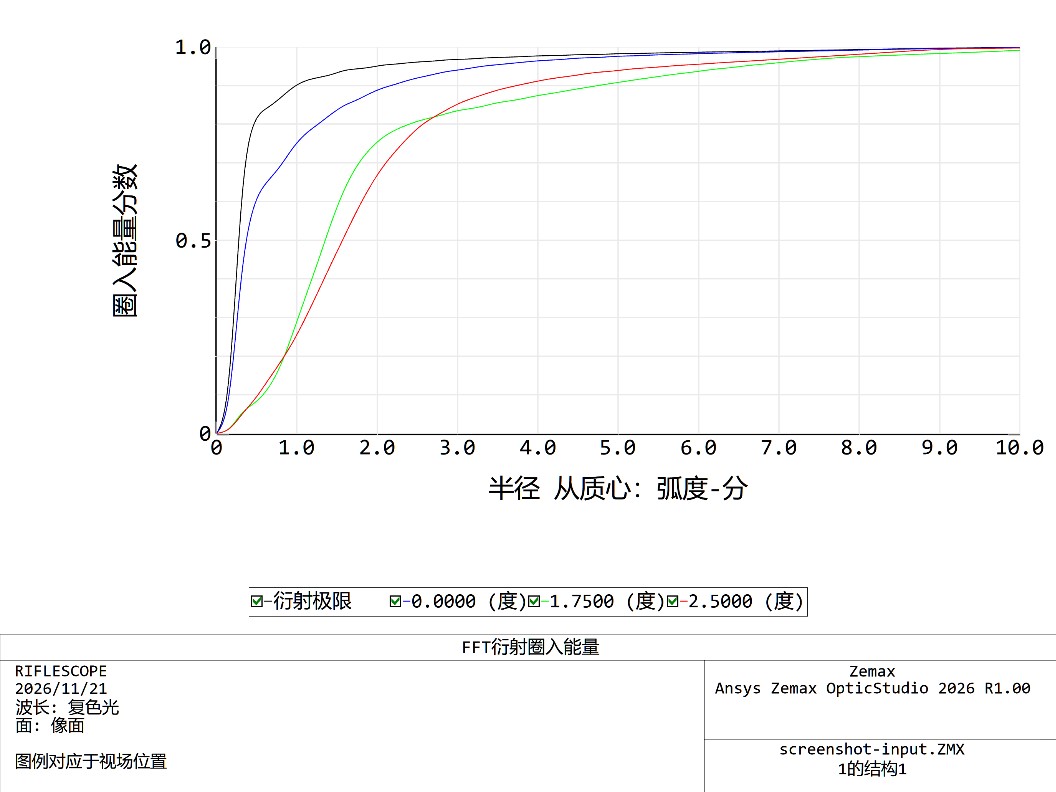 1.0
0.5
0
圈入能量分数
0 1.0 2.0 3.0 4.0 5.0 6.0 7.0 8.0 9.0 10.0
半径 从质心: 弧度-分
衍射极限 0.0000 (度) 1.7500 (度) 2.5000 (度)
FFT衍射圈入能量
RIFLESCOPE
2026/11/21
波长: 复色光
面: 像面
图例对应于视场位置
Zemax
Ansys Zemax OpticStudio 2026 R1.00
screenshot-input.ZMX
1的结构1